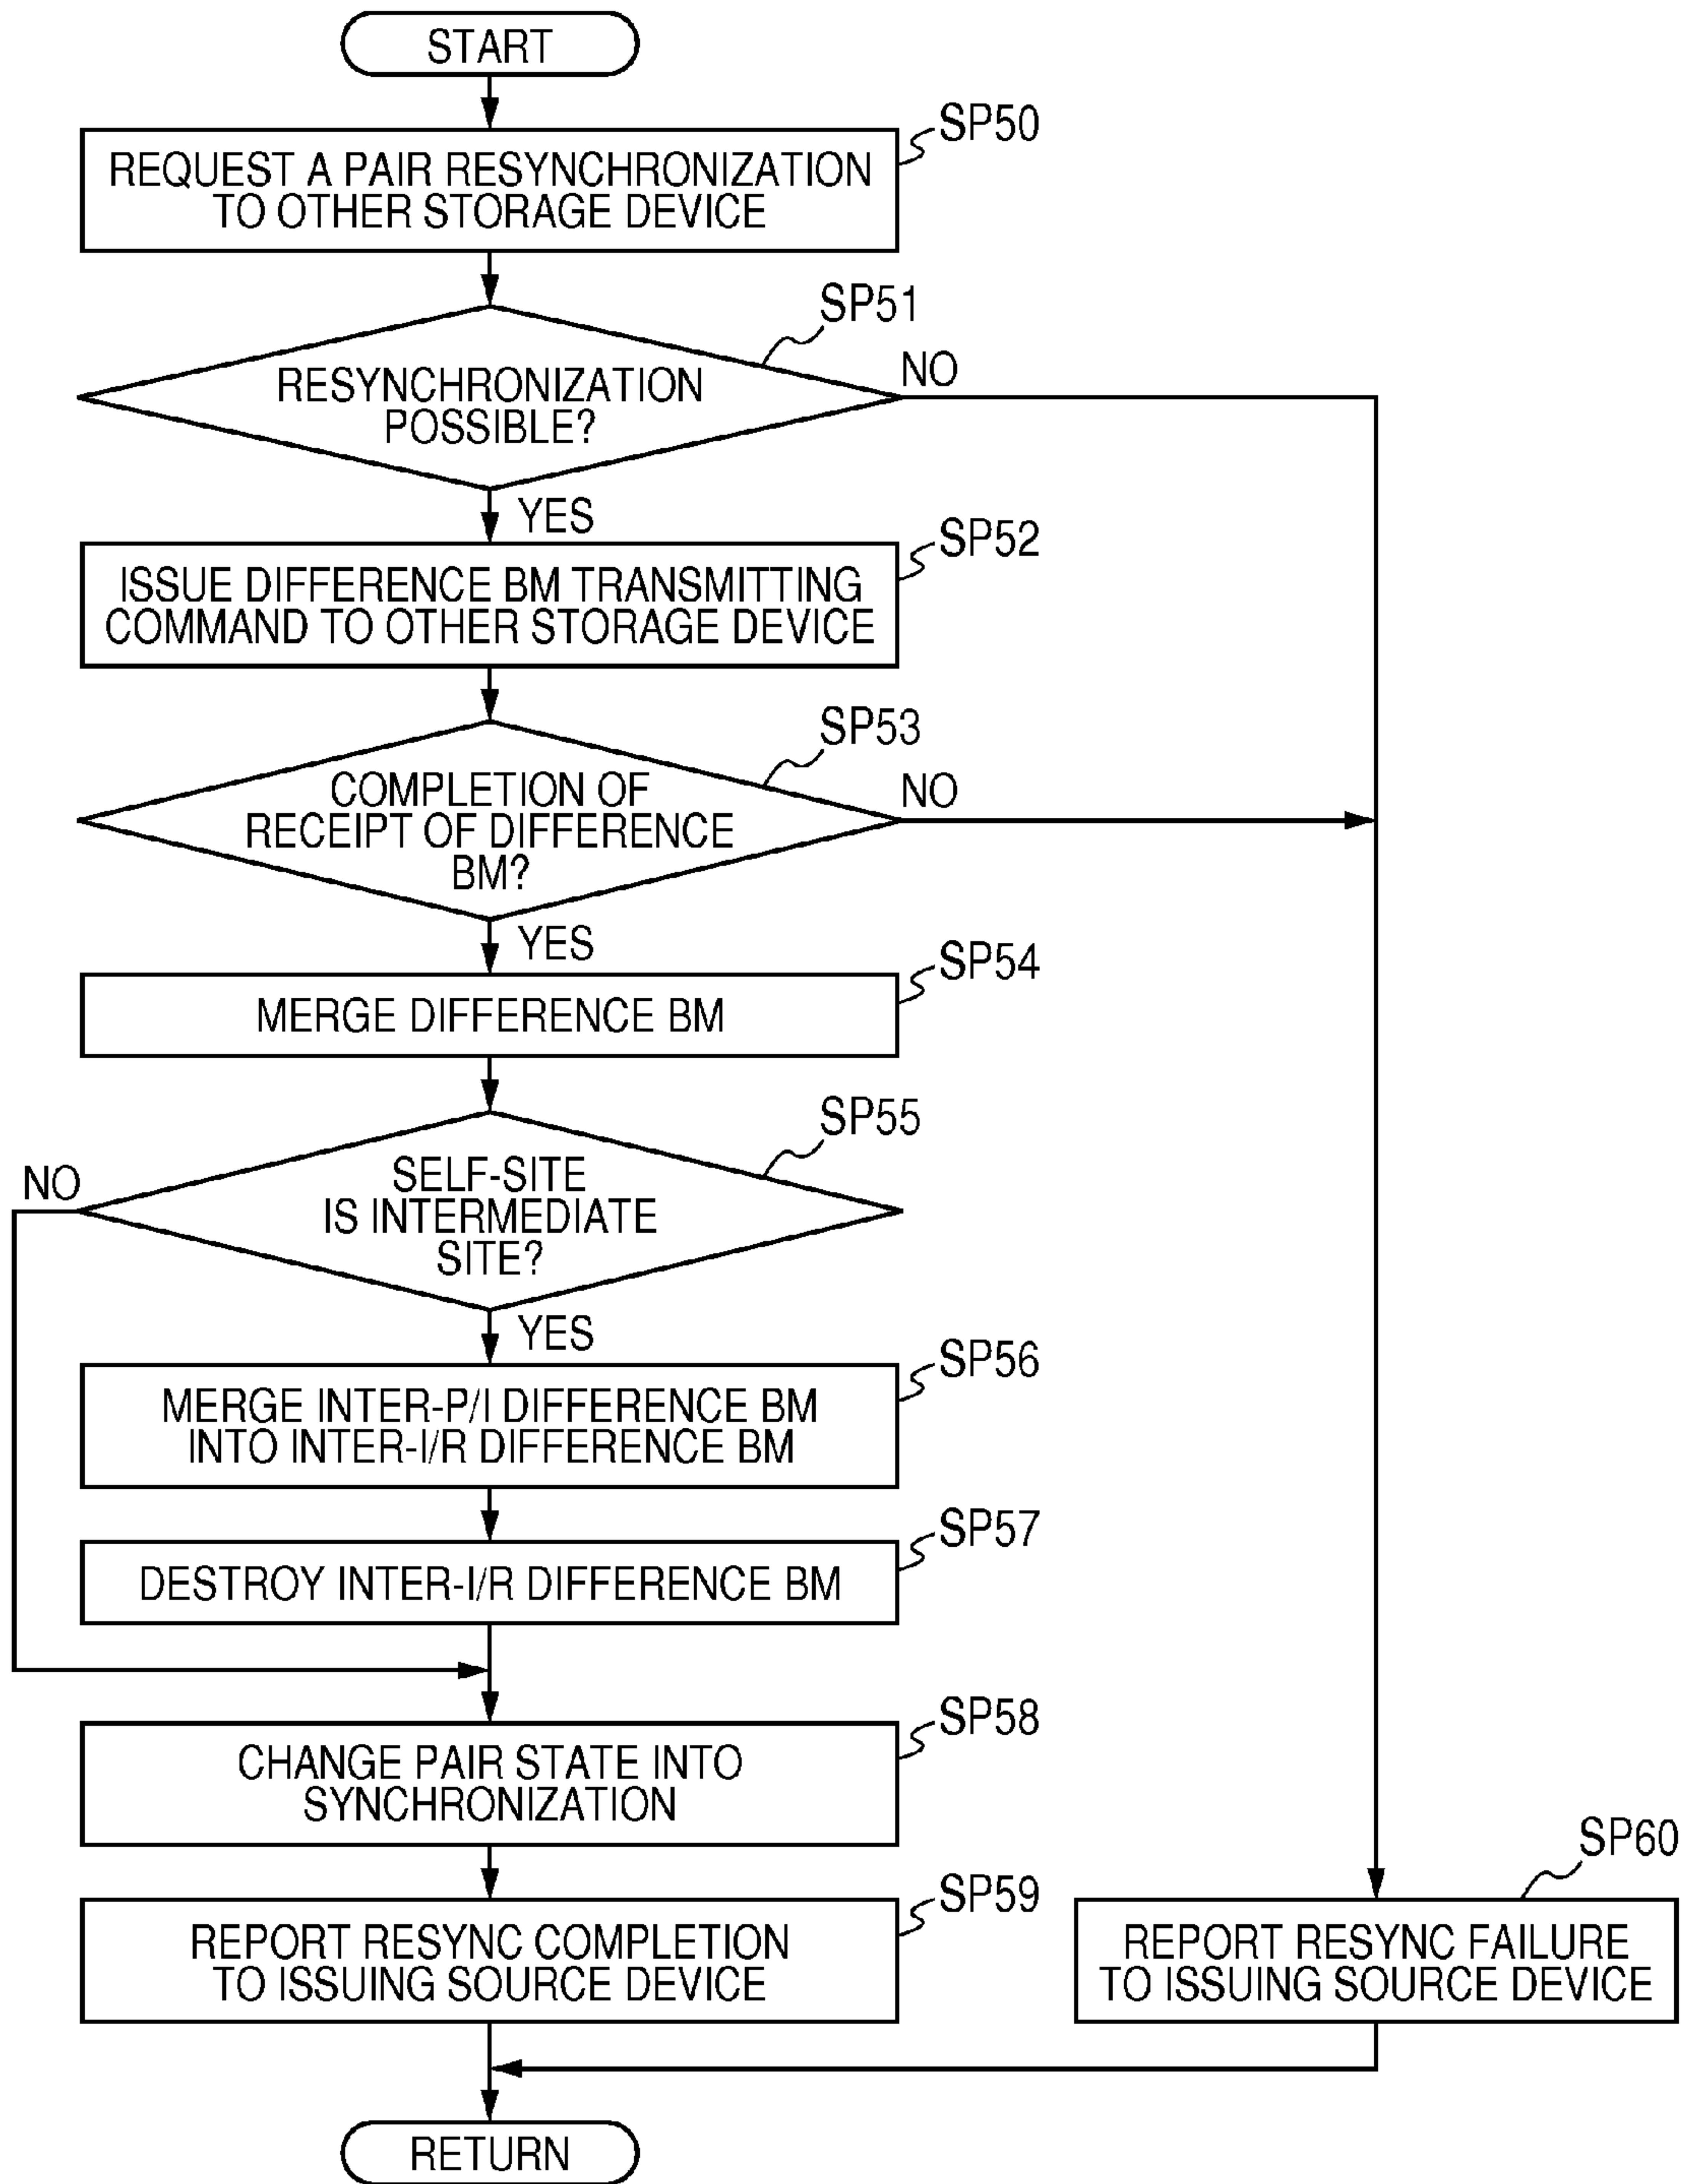 START
SP50
REQUEST A PAIR RESYNCHRONIZATION
TO OTHER STORAGE DEVICE
SP51
RESYNCHRONIZATION
POSSIBLE?
NO
YES
SP52
ISSUE DIFFERENCE BM TRANSMITTING
COMMAND TO OTHER STORAGE DEVICE
SP53
COMPLETION OF
RECEIPT OF DIFFERENCE
BM?
NO
YES
SP54
MERGE DIFFERENCE BM
SP55
SELF-SITE
IS INTERMEDIATE
SITE?
NO
YES
SP56
MERGE INTER-P/I DIFFERENCE BM
INTO INTER-I/R DIFFERENCE BM
SP57
DESTROY INTER-I/R DIFFERENCE BM
SP58
CHANGE PAIR STATE INTO
SYNCHRONIZATION
SP59
REPORT RESYNC COMPLETION
TO ISSUING SOURCE DEVICE
SP60
REPORT RESYNC FAILURE
TO ISSUING SOURCE DEVICE
RETURN